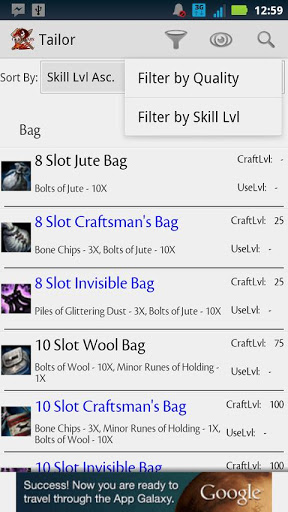 3G
12:59
Tailor
Sort By:
Skill Lvl Asc.
Filter by Quality
Filter by Skill Lvl
Bag
8 Slot Jute Bag
CraftLvl: -
Bolts of Jute - 10X
UseLvl: -
8 Slot Craftsman's Bag
CraftLvl: 25
Bone Chips - 3X, Bolts of Jute - 10X
UseLvl: -
8 Slot Invisible Bag
CraftLvl: 25
Piles of Glittering Dust - 3X, Bolts of Jute - 10X
UseLvl: -
10 Slot Wool Bag
CraftLvl: 75
Bolts of Wool - 10X, Minor Runes of Holding -
1X
UseLvl: -
10 Slot Craftsman's Bag
CraftLvl: 100
Bone Chips - 3X, Minor Runes of Holding - 1X,
Bolts of Wool - 10X
UseLvl: -
10 Slot Invisible Bag
CraftLvl: 100
Success! Now you are ready to
travel through the App Galaxy.
Google